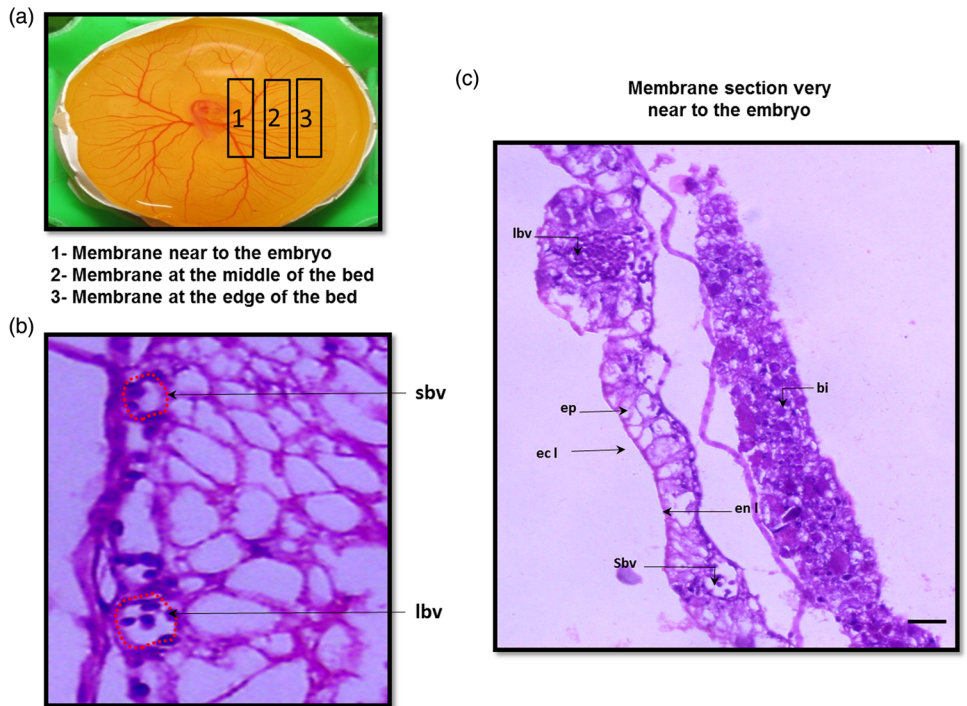 (a)
1 2 3
1- Membrane near to the embryo
2- Membrane at the middle of the bed
3- Membrane at the edge of the bed
(b)
sbv
lbv
(c)
Membrane section very
near to the embryo
lbv
bi
ep
ec l
en l
Sbv